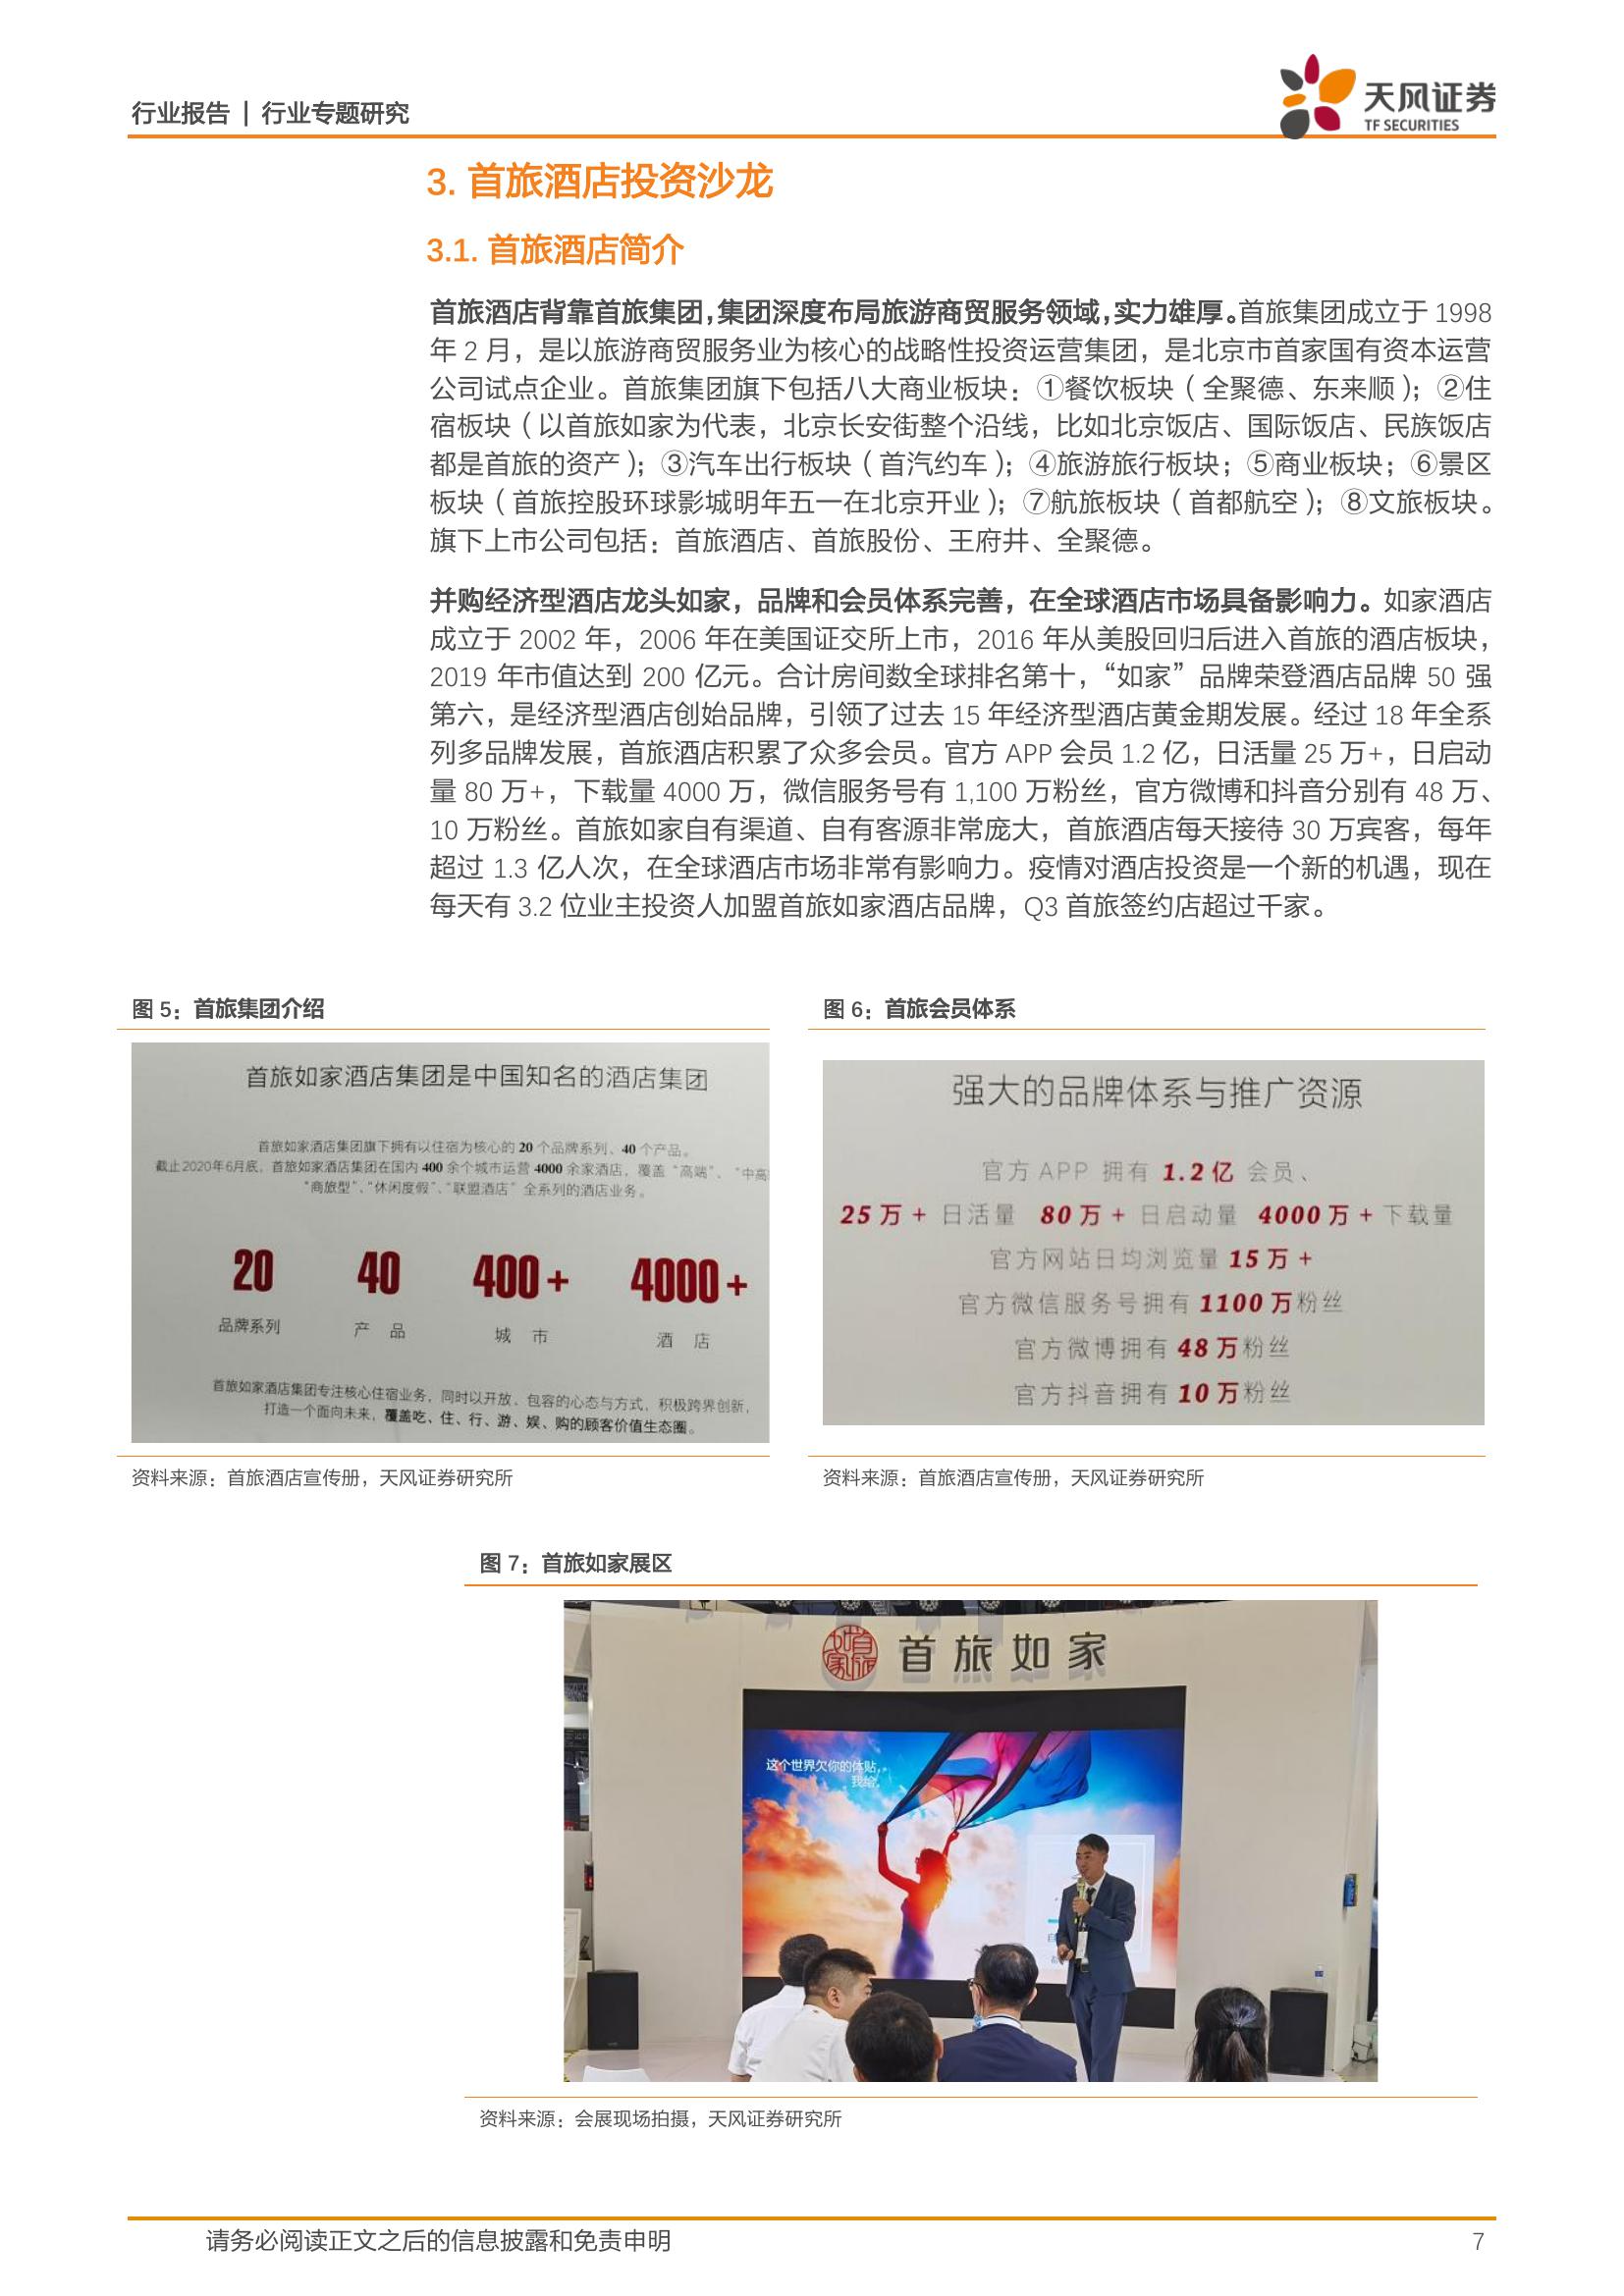 行业报告 | 行业专题研究
天风证券
TF SECURITIES
3. 首旅酒店投资沙龙
3.1. 首旅酒店简介
首旅酒店背靠首旅集团，集团深度布局旅游商贸服务领域，实力雄厚。首旅集团成立于 1998
年 2 月，是以旅游商贸服务业为核心的战略性投资运营集团，是北京市首家国有资本运营
公司试点企业。首旅集团旗下包括八大商业板块：①餐饮板块（全聚德、东来顺）；②住
宿板块（以首旅如家为代表，北京长安街整个沿线，比如北京饭店、国际饭店、民族饭店
都是首旅的资产）；③汽车出行板块（首汽约车）；④旅游旅行板块；⑤商业板块；⑥景区
板块（首旅控股环球影城明年五一在北京开业）；⑦航旅板块（首都航空）；⑧文旅板块。
旗下上市公司包括：首旅酒店、首旅股份、王府井、全聚德。
并购经济型酒店龙头如家，品牌和会员体系完善，在全球酒店市场具备影响力。如家酒店
成立于 2002 年，2006 年在美国证交所上市，2016 年从美股回归后进入首旅的酒店板块，
2019 年市值达到 200 亿元。合计房间数全球排名第十，“如家”品牌荣登酒店品牌 50 强
第六，是经济型酒店创始品牌，引领了过去 15 年经济型酒店黄金期发展。经过 18 年全系
列多品牌发展，首旅酒店积累了众多会员。官方 APP 会员 1.2 亿，日活量 25 万+，日启动
量 80 万+，下载量 4000 万，微信服务号有 1,100 万粉丝，官方微博和抖音分别有 48 万、
10 万粉丝。首旅如家自有渠道、自有客源非常庞大，首旅酒店每天接待 30 万宾客，每年
超过 1.3 亿人次，在全球酒店市场非常有影响力。疫情对酒店投资是一个新的机遇，现在
每天有 3.2 位业主投资人加盟首旅如家酒店品牌，Q3 首旅签约店超过千家。
图 5：首旅集团介绍
首旅如家酒店集团是中国知名的酒店集团
首旅如家酒店集团旗下拥有以住宿为核心的 20 个品牌系列、40 个产品。
截止2020年6月底，首旅如家酒店集团在国内 400 余个城市运营 4000 余家酒店，覆盖“高端”、“中高
“商旅型”、“休闲度假”、“联盟酒店”全系列的酒店业务。
20 40 400+ 4000+
品牌系列 产 品 城 市 酒 店
首旅如家酒店集团专注核心住宿业务，同时以开放、包容的心态与方式，积极跨界创新，
打造一个面向未来，覆盖吃、住、行、游、娱、购的顾客价值生态圈。
资料来源：首旅酒店宣传册，天风证券研究所
图 6：首旅会员体系
强大的品牌体系与推广资源
官方 APP 拥有 1.2 亿 会员、
25 万 + 日活量 80 万 + 日启动量 4000 万 + 下载量
官方网站日均浏览量 15 万 +
官方微信服务号拥有 1100 万粉丝
官方微博拥有 48 万粉丝
官方抖音拥有 10 万粉丝
资料来源：首旅酒店宣传册，天风证券研究所
图 7：首旅如家展区
首旅如家
这个世界欠你的体贴，
我给。
资料来源：会展现场拍摄，天风证券研究所
请务必阅读正文之后的信息披露和免责申明
7